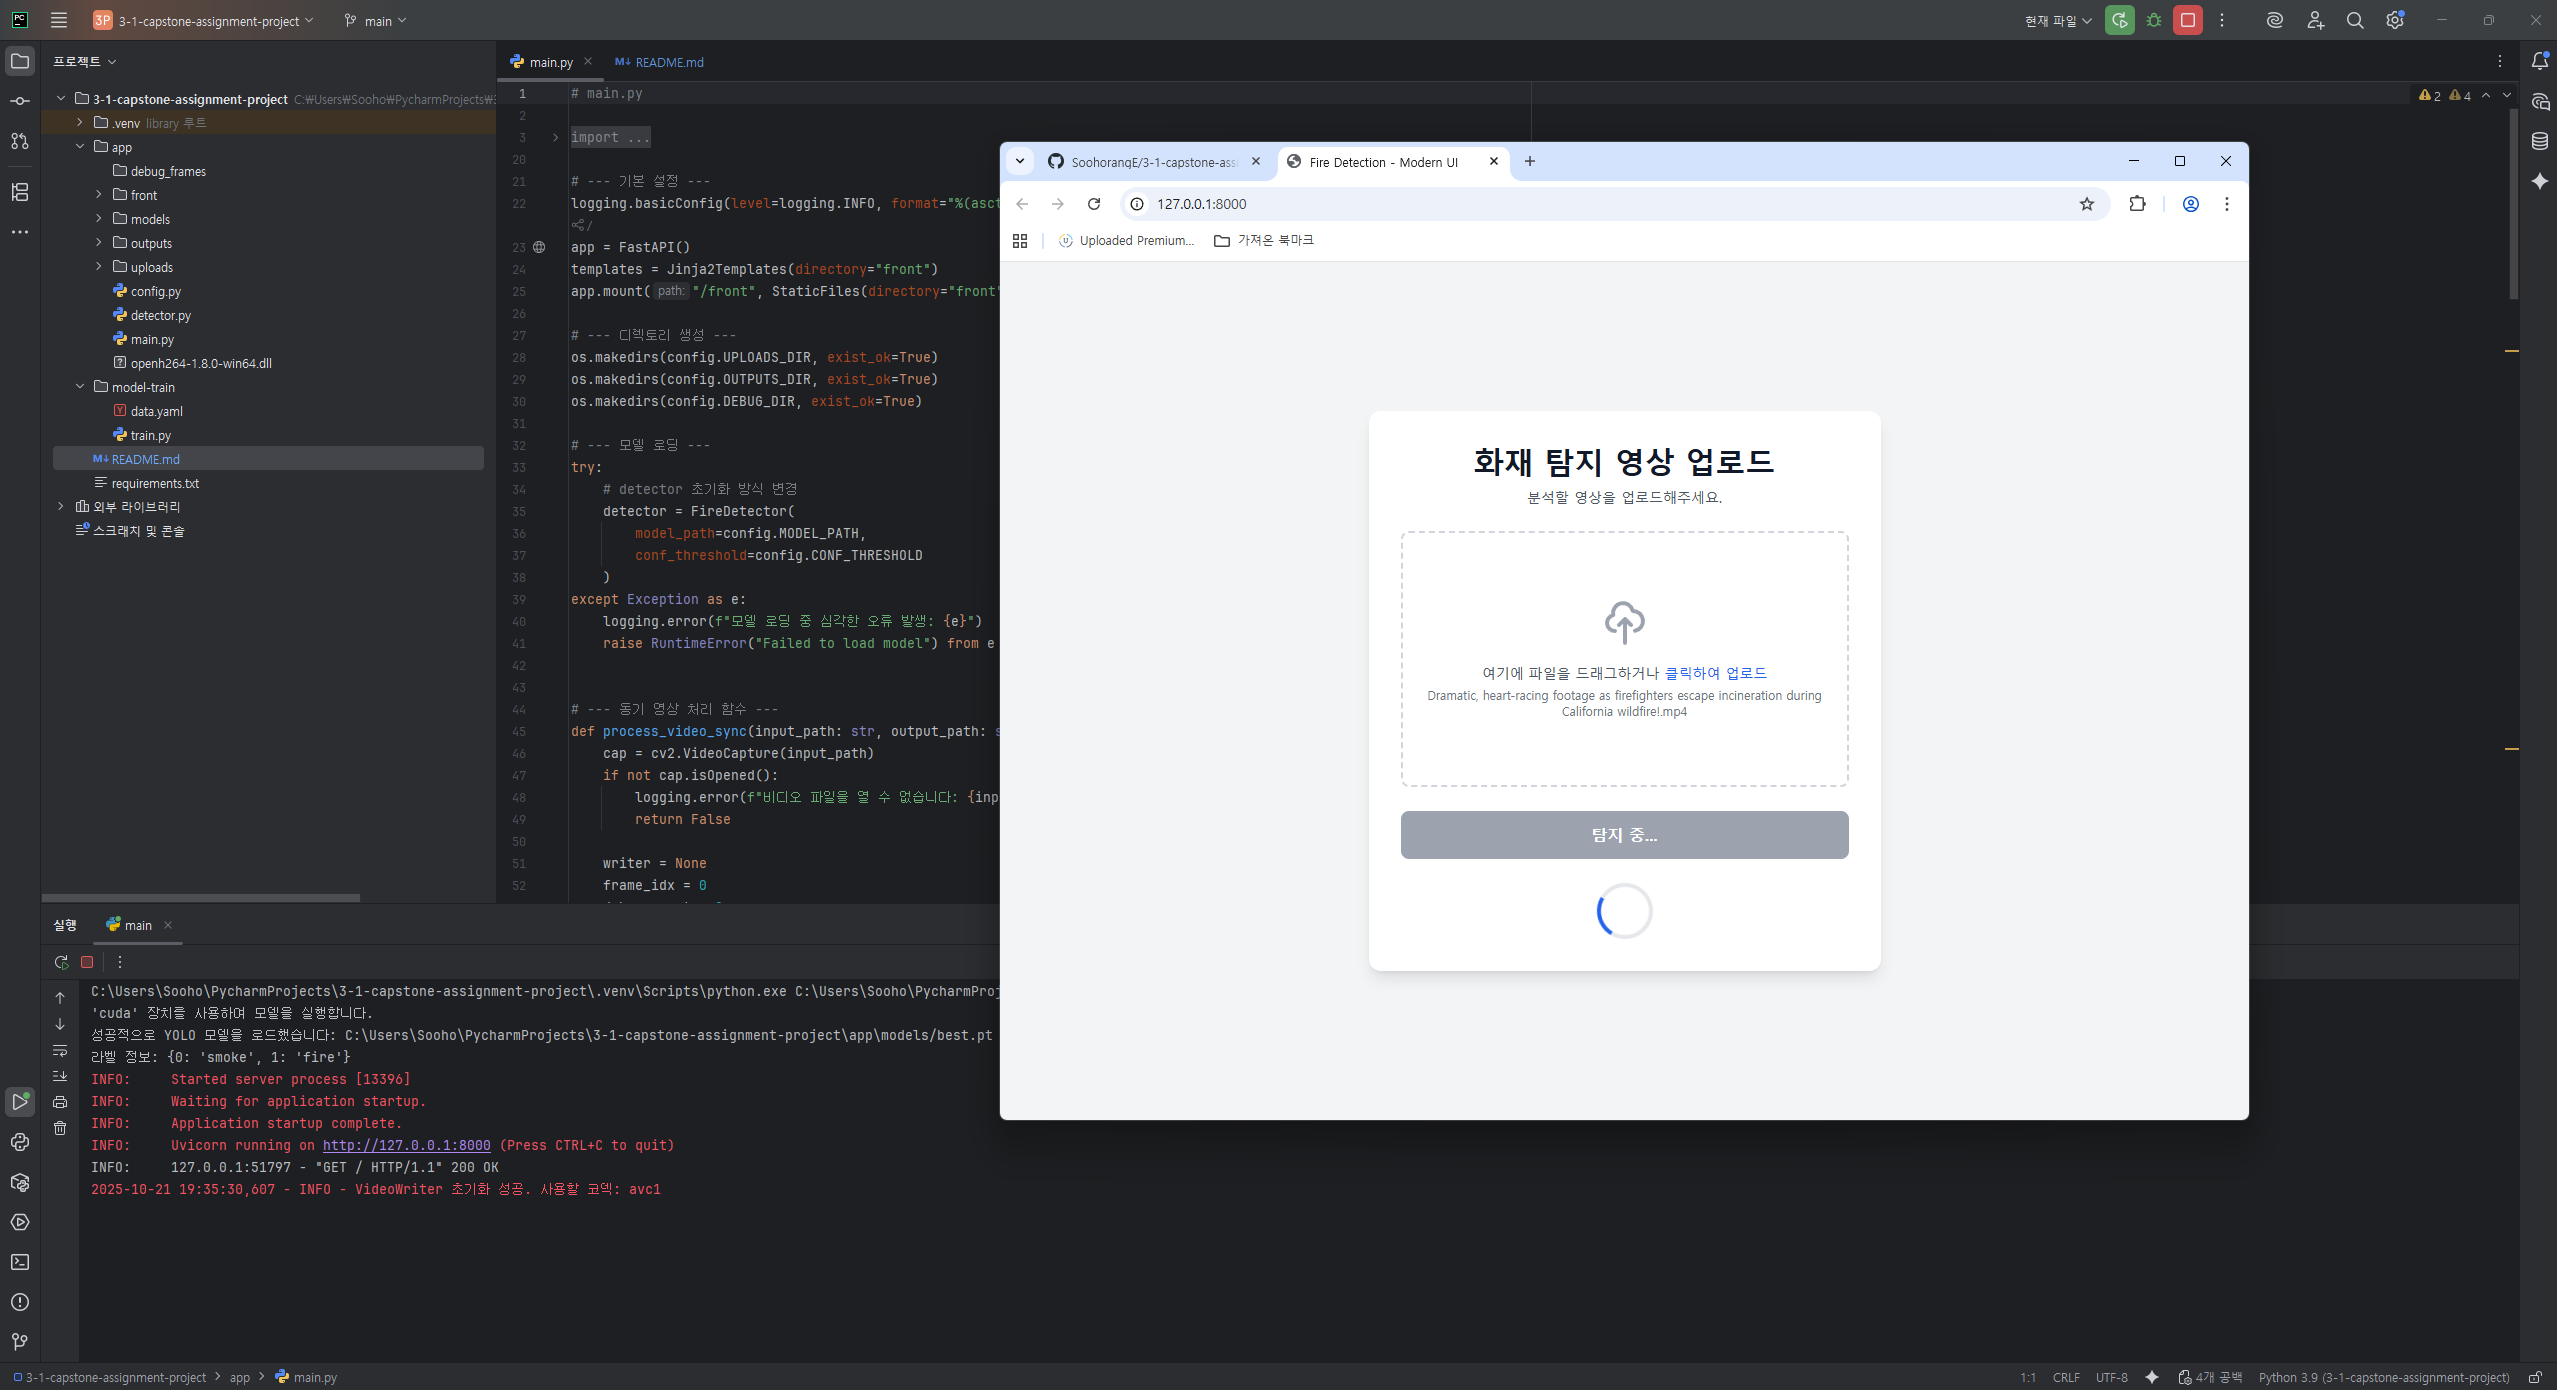 PC
3P 3-1-capstone-assignment-project
main
현재 파일
프로젝트
3-1-capstone-assignment-project C:\Users\Sooho\PycharmProjects\3
.venv library 루트
app
debug_frames
front
models
outputs
uploads
config.py
detector.py
main.py
openh264-1.8.0-win64.dll
model-train
data.yaml
train.py
README.md
requirements.txt
외부 라이브러리
스크래치 및 콘솔
main.py
README.md
2 4
1 # main.py
2
3 import ...
20
21 # --- 기본 설정 ---
22 logging.basicConfig(level=logging.INFO, format="%(asct
/
23 app = FastAPI()
24 templates = Jinja2Templates(directory="front")
25 app.mount( path: "/front", StaticFiles(directory="front"
26
27 # --- 디렉토리 생성 ---
28 os.makedirs(config.UPLOADS_DIR, exist_ok=True)
29 os.makedirs(config.OUTPUTS_DIR, exist_ok=True)
30 os.makedirs(config.DEBUG_DIR, exist_ok=True)
31
32 # --- 모델 로딩 ---
33 try:
34 # detector 초기화 방식 변경
35 detector = FireDetector(
36 model_path=config.MODEL_PATH,
37 conf_threshold=config.CONF_THRESHOLD
38 )
39 except Exception as e:
40 logging.error(f"모델 로딩 중 심각한 오류 발생: {e}")
41 raise RuntimeError("Failed to load model") from e
42
43
44 # --- 동기 영상 처리 함수 ---
45 def process_video_sync(input_path: str, output_path: s
46 cap = cv2.VideoCapture(input_path)
47 if not cap.isOpened():
48 logging.error(f"비디오 파일을 열 수 없습니다: {inp
49 return False
50
51 writer = None
52 frame_idx = 0
SoohorangE/3-1-capstone-ass
Fire Detection - Modern UI
127.0.0.1:8000
Uploaded Premium...
가져온 북마크
화재 탐지 영상 업로드
분석할 영상을 업로드해주세요.
여기에 파일을 드래그하거나 클릭하여 업로드
Dramatic, heart-racing footage as firefighters escape incineration during
California wildfire!.mp4
탐지 중...
실행
main
C:\Users\Sooho\PycharmProjects\3-1-capstone-assignment-project\.venv\Scripts\python.exe C:\Users\Sooho\PycharmProj
'cuda' 장치를 사용하여 모델을 실행합니다.
성공적으로 YOLO 모델을 로드했습니다: C:\Users\Sooho\PycharmProjects\3-1-capstone-assignment-project\app\models/best.pt
라벨 정보: {0: 'smoke', 1: 'fire'}
INFO: Started server process [13396]
INFO: Waiting for application startup.
INFO: Application startup complete.
INFO: Uvicorn running on http://127.0.0.1:8000 (Press CTRL+C to quit)
INFO: 127.0.0.1:51797 - "GET / HTTP/1.1" 200 OK
2025-10-21 19:35:30,607 - INFO - VideoWriter 초기화 성공. 사용할 코덱: avc1
3-1-capstone-assignment-project > app > main.py
1:1 CRLF UTF-8 4개 공백 Python 3.9 (3-1-capstone-assignment-project)